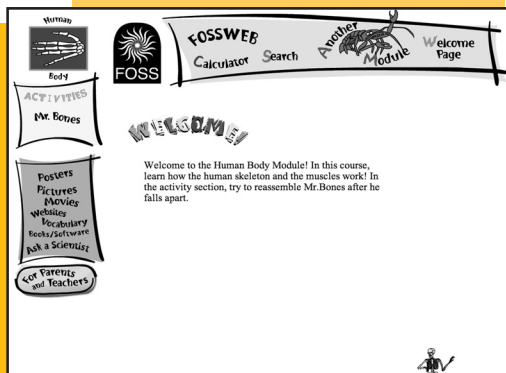 Human
Body
FOSS
FOSSWEB
Calculator
Search
Another
Module
Welcome
Page
ACTIVITIES
Mr. Bones
WELCOME!
Welcome to the Human Body Module! In this course,
learn how the human skeleton and the muscles work! In
the activity section, try to reassemble Mr.Bones after he
falls apart.
Posters
Pictures
Movies
Websites
Vocabulary
Books/Software
Ask a Scientist
For Parents
and Teachers